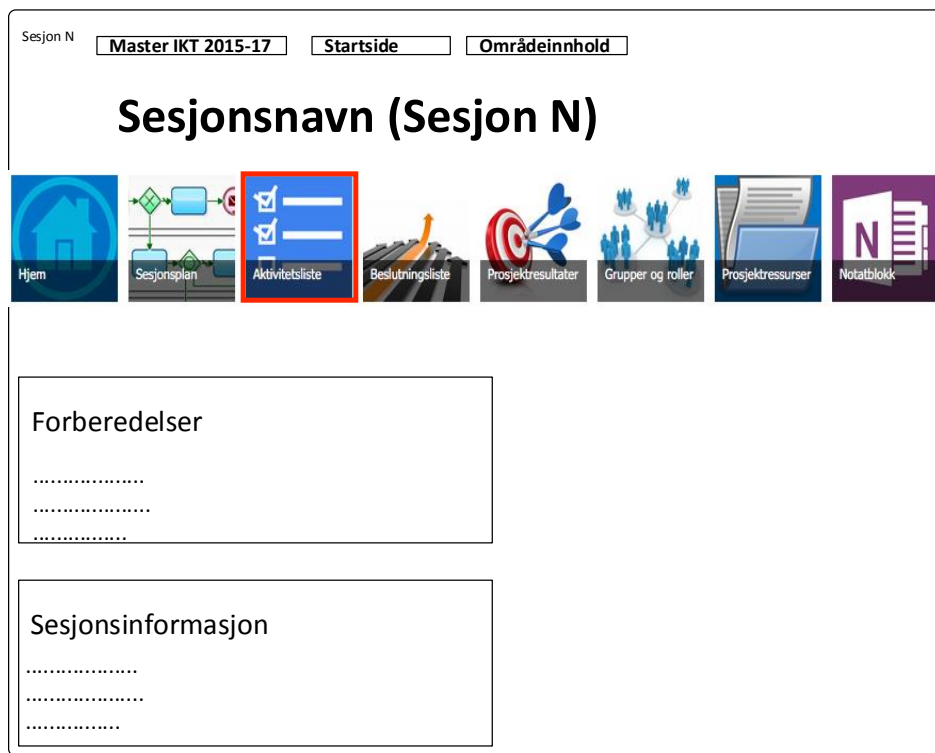 Sesjon N
Master IKT 2015-17 Startside Områdeinnhold
Sesjonsnavn (Sesjon N)
Hjem Sesjonsplan Aktivitetsliste Beslutningsliste Prosjektresultater Grupper og roller Prosjektressurser Notatblokk
N
Forberedelser
...................
....................
................
Sesjonsinformasjon
...................
....................
................